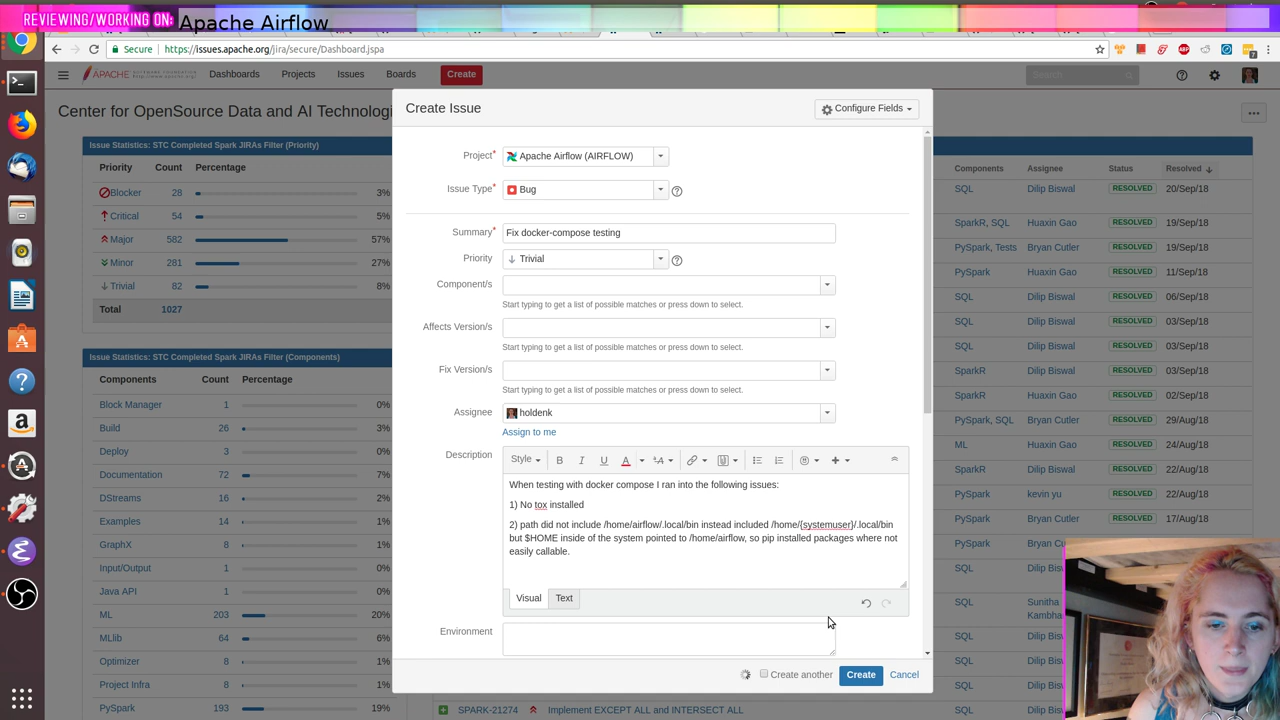 REVIEWING/WORKING ON: Apache Airflow
Secure https://issues.apache.org/jira/secure/Dashboard.jspa
APACHE Dashboards Projects Issues Boards Create Search
Center for OpenSource Data and AI Technologi
Create Issue
Configure Fields
Project* Apache Airflow (AIRFLOW)
Issue Type* Bug
Summary* Fix docker-compose testing
Priority Trivial
Component/s
Start typing to get a list of possible matches or press down to select.
Affects Version/s
Start typing to get a list of possible matches or press down to select.
Fix Version/s
Start typing to get a list of possible matches or press down to select.
Assignee holdenk
Assign to me
Description
Style
When testing with docker compose I ran into the following issues:
1) No tox installed
2) path did not include /home/airflow/.local/bin instead included /home/{systemuser}/.local/bin
but $HOME inside of the system pointed to /home/airflow, so pip installed packages where not
easily callable.
Visual Text
Environment
Create another Create Cancel
Issue Statistics: STC Completed Spark JIRAs Filter (Priority)
Priority Count Percentage
Blocker 28 3%
Critical 54 5%
Major 582 57%
Minor 281 27%
Trivial 82 8%
Total 1027
Issue Statistics: STC Completed Spark JIRAs Filter (Components)
Components Count Percentage
Block Manager 1 0%
Build 26 3%
Deploy 3 0%
Documentation 72 7%
DStreams 16 2%
Examples 14 1%
GraphX 8 1%
Input/Output 1 0%
Java API 1 0%
ML 203 20%
MLlib 64 6%
Optimizer 8 1%
Project Infra 8 1%
PySpark 193 19%
Components Assignee Status Resolved
SQL Dilip Biswal RESOLVED 20/Sep/18
SparkR, SQL Huaxin Gao RESOLVED 19/Sep/18
PySpark, Tests Bryan Cutler RESOLVED 19/Sep/18
PySpark Huaxin Gao RESOLVED 11/Sep/18
SQL Dilip Biswal RESOLVED 06/Sep/18
SQL Dilip Biswal RESOLVED 03/Sep/18
SQL Dilip Biswal RESOLVED 03/Sep/18
SparkR Huaxin Gao RESOLVED 03/Sep/18
SparkR Huaxin Gao RESOLVED 02/Sep/18
PySpark, SQL Bryan Cutler RESOLVED 29/Aug/18
ML Huaxin Gao RESOLVED 24/Aug/18
SQL Dilip Biswal RESOLVED 22/Aug/18
PySpark kevin yu RESOLVED 22/Aug/18
PySpark Bryan Cutler RESOLVED 17/Aug/18
SQL Dilip Biswal
SQL Sunitha
Kambha
SQL Dilip Biswal
SQL Dilip Biswal
SQL Dilip Biswal
SPARK-21274 Implement EXCEPT ALL and INTERSECT ALL SQL